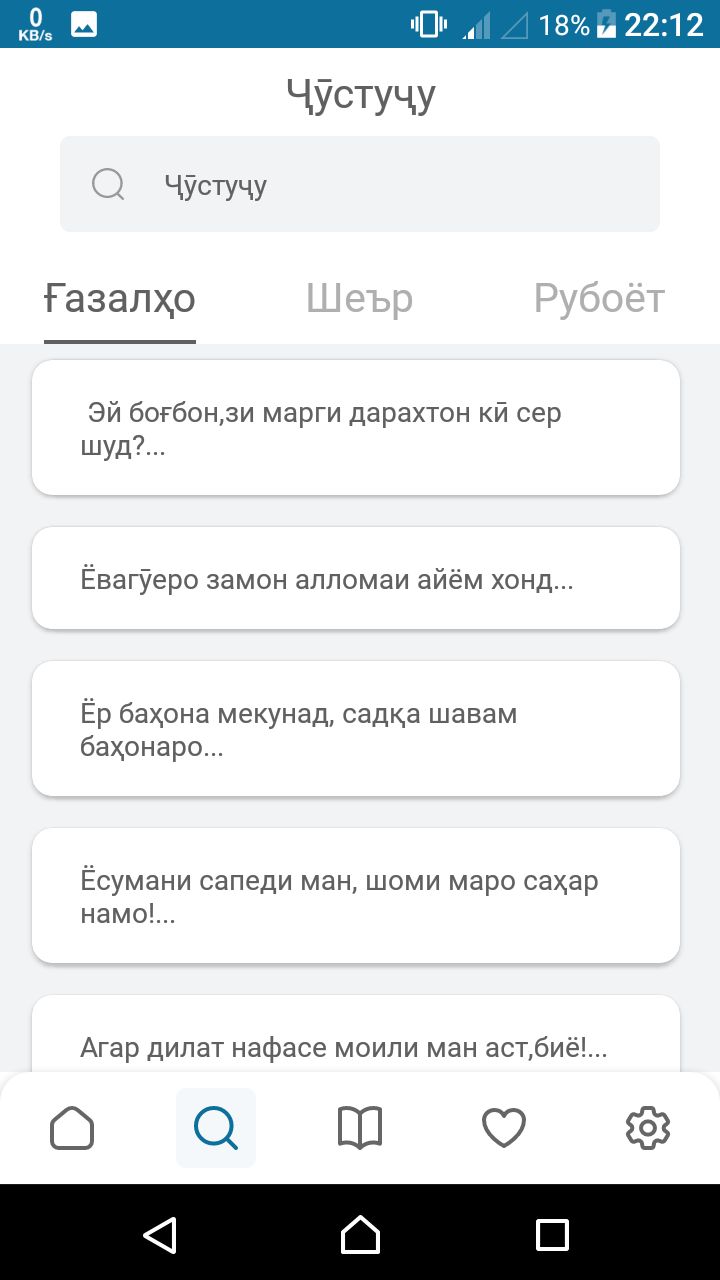 0
KB/s
18%
22:12
Ҷӯстуҷу
Ҷӯстуҷу
Ғазалҳо
Шеър
Рубоёт
Эй боғбон,зи марги дарахтон кӣ сер
шуд?...
Ёвагӯеро замон алломаи айём хонд...
Ёр баҳона мекунад, садқа шавам
баҳонаро...
Ёсумани сапеди ман, шоми маро саҳар
намо!...
Агар дилат нафасе моили ман аст,биё!...